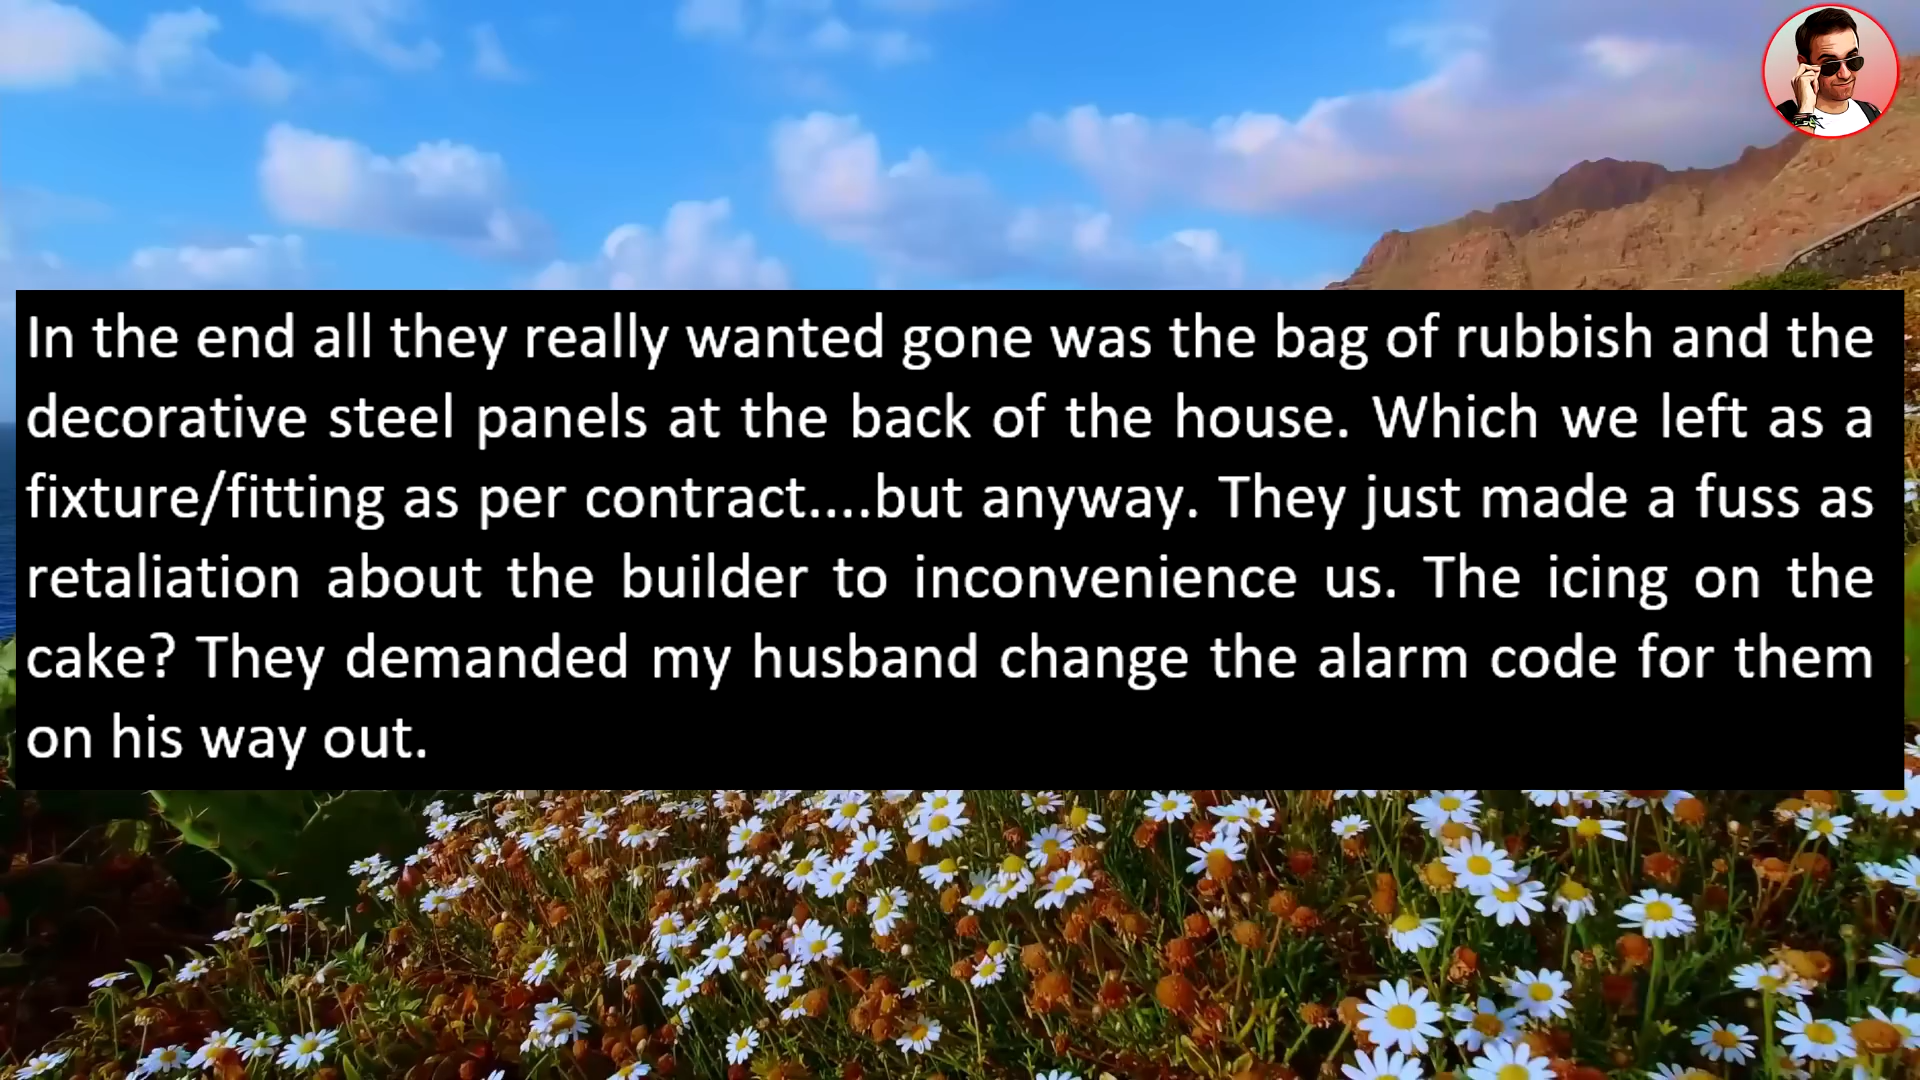 In the end all they really wanted gone was the bag of rubbish and the
decorative steel panels at the back of the house. Which we left as a
fixture/fitting as per contract....but anyway. They just made a fuss as
retaliation about the builder to inconvenience us. The icing on the
cake? They demanded my husband change the alarm code for them
on his way out.